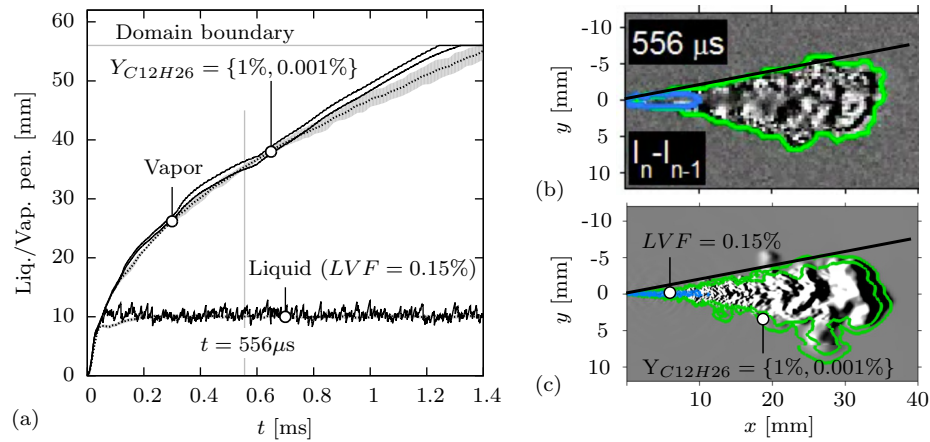 60
50
40
30
20
10
0
Liq./Vap. pen. [mm]
Domain boundary
Y_{C12H26} = {1%, 0.001%}
Vapor
Liquid (LVF = 0.15%)
t = 556μs
0 0.2 0.4 0.6 0.8 1 1.2 1.4
t [ms]
(a)
-10
-5
0
5
10
y [mm]
556 μs
I_n-I_{n-1}
(b)
-10
-5
0
5
10
y [mm]
LVF = 0.15%
Y_{C12H26} = {1%, 0.001%}
(c)
10 20 30 40
x [mm]